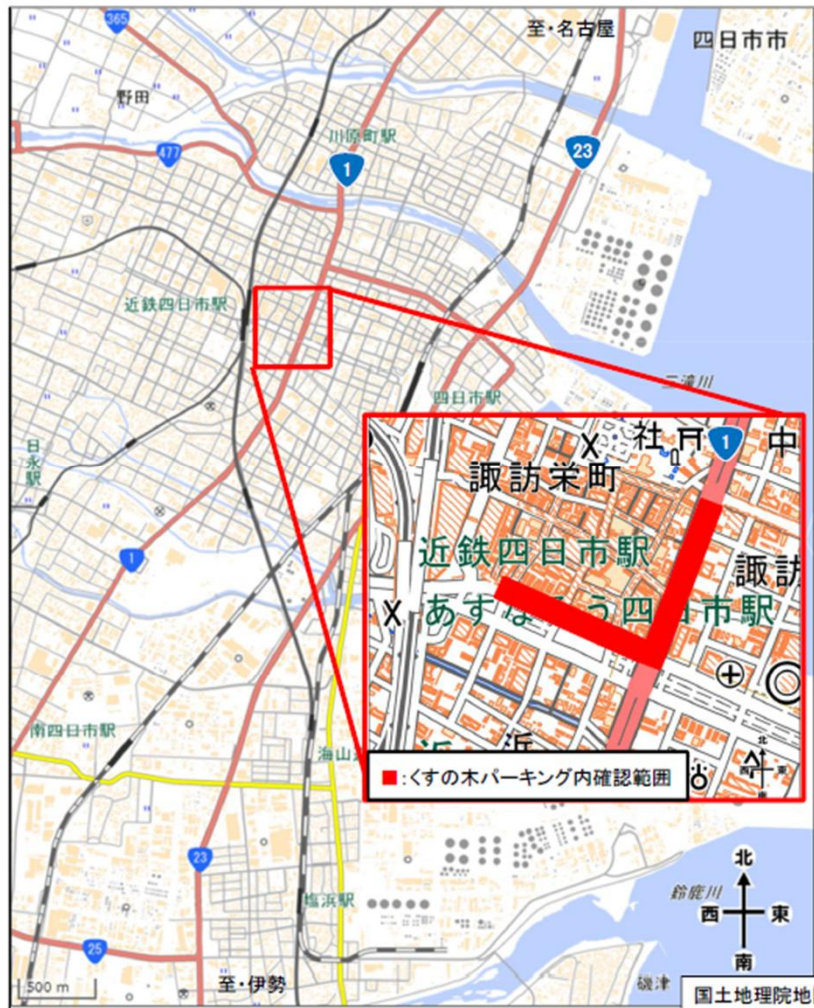 365
至・名古屋
四日市市
野田
川原町駅
477
1
23
近鉄四日市駅
三滝川
四日市駅
日永駅
社
1
中
諏訪栄町
近鉄四日市駅
諏訪
あすなろう四日市駅
1
南四日市駅
浜
■:くすの木パーキング内確認範囲
北
西
東
23
塩浜駅
鈴鹿川
北
西
東
南
25
500 m
至・伊勢
磯津
国土地理院地